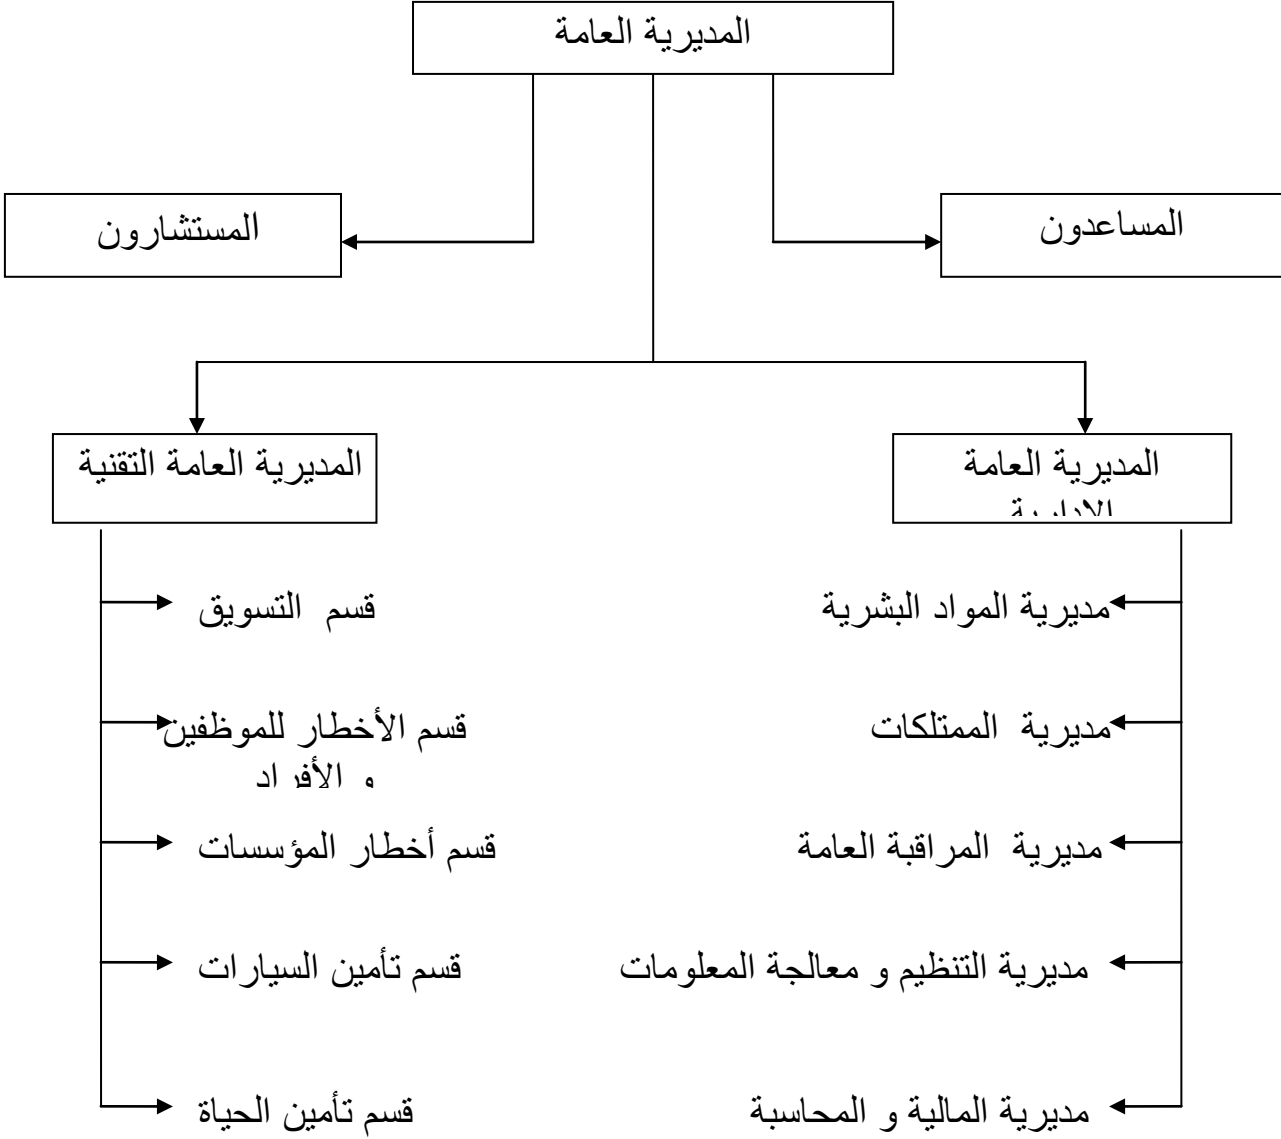 المديرية العامة
المساعدون
المستشارون
المديرية العامة
الادارية
المديرية العامة التقنية
مديرية المواد البشرية
مديرية الممتلكات
مديرية المراقبة العامة
مديرية التنظيم و معالجة المعلومات
مديرية المالية و المحاسبة
قسم التسويق
قسم الأخطار للموظفين
و الأفراد
قسم أخطار المؤسسات
قسم تأمين السيارات
قسم تأمين الحياة